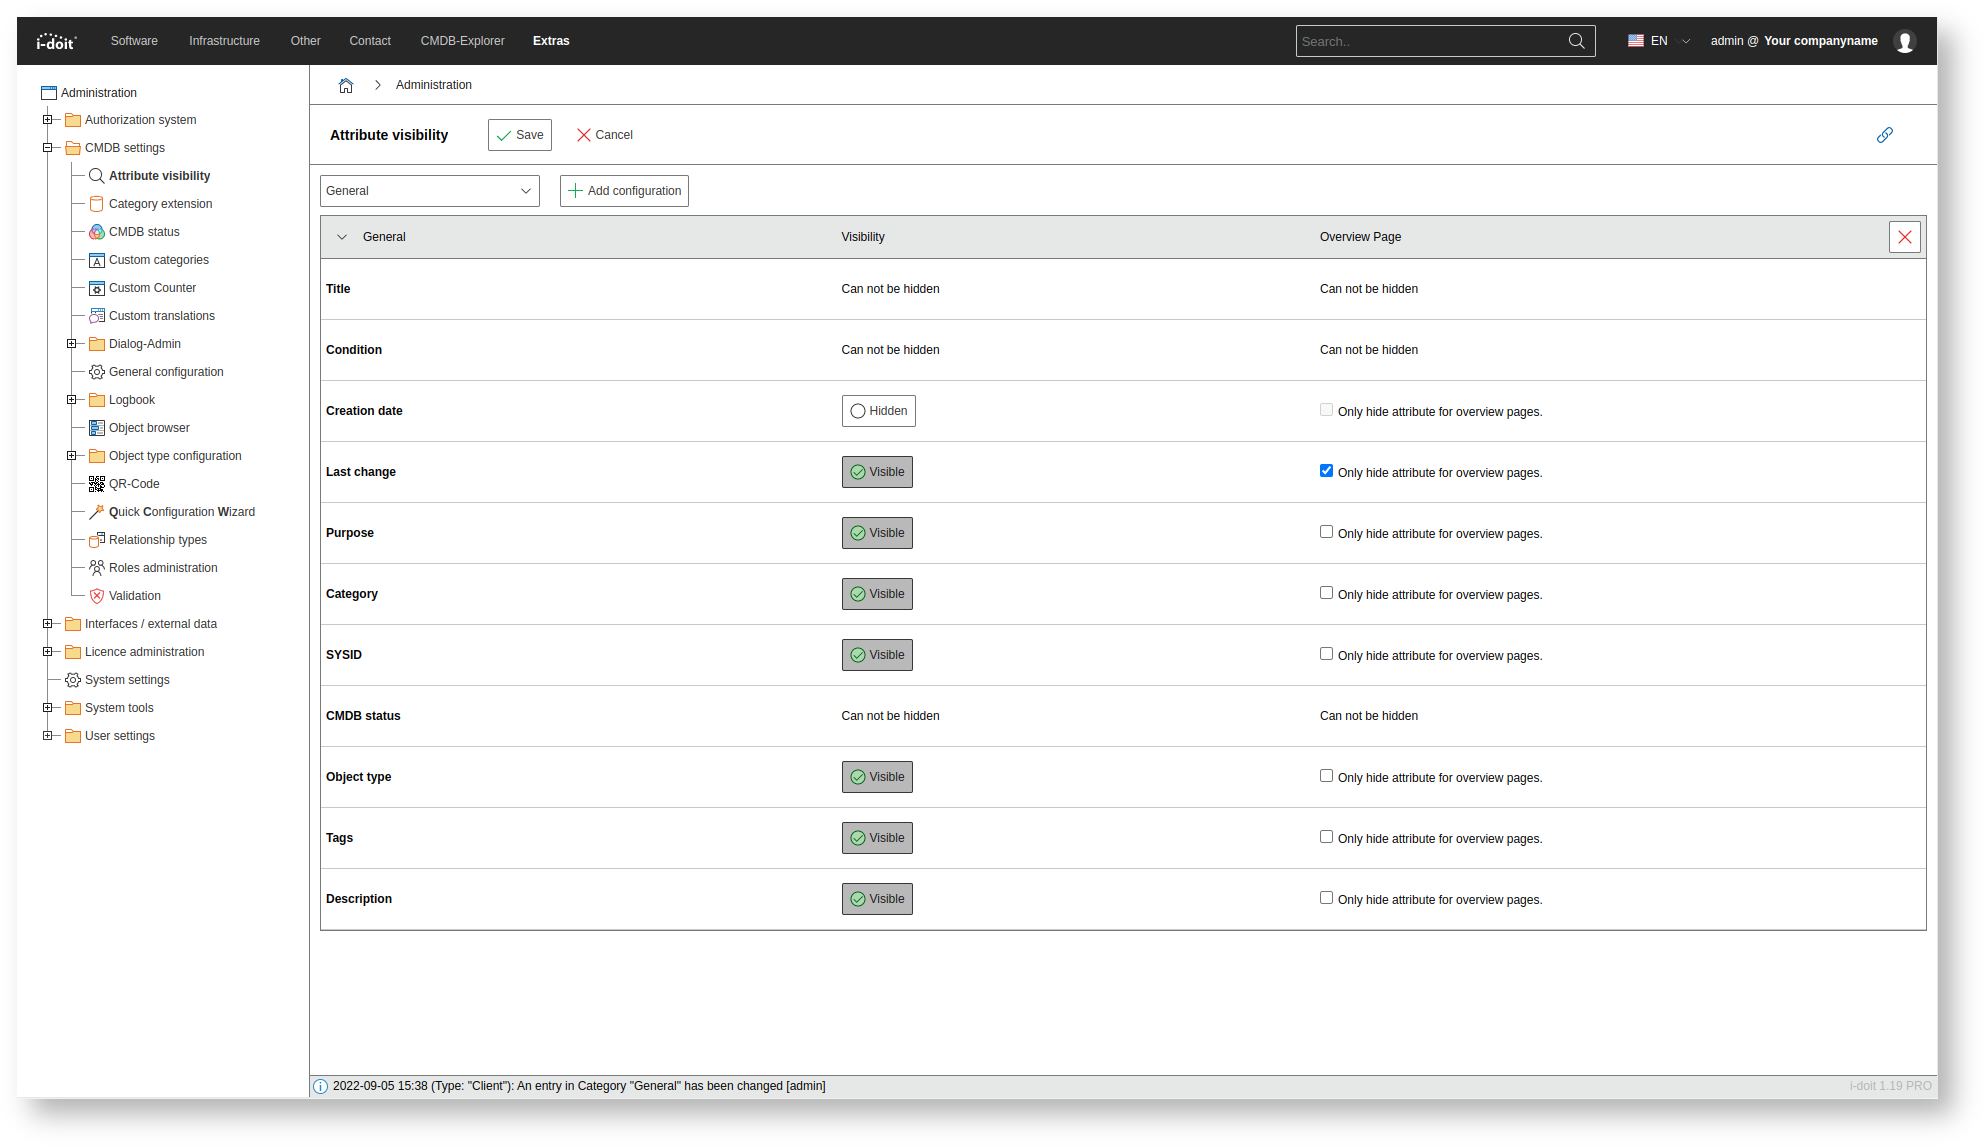 i-doit Software Infrastructure Other Contact CMDB-Explorer Extras Search.. EN admin @ Your companyname
Administration
Authorization system
CMDB settings
Attribute visibility
Category extension
CMDB status
Custom categories
Custom Counter
Custom translations
Dialog-Admin
General configuration
Logbook
Object browser
Object type configuration
QR-Code
Quick Configuration Wizard
Relationship types
Roles administration
Validation
Interfaces / external data
Licence administration
System settings
System tools
User settings
Administration
Attribute visibility Save Cancel
General Add configuration
General Visibility Overview Page
Title Can not be hidden Can not be hidden
Condition Can not be hidden Can not be hidden
Creation date Hidden Only hide attribute for overview pages.
Last change Visible Only hide attribute for overview pages.
Purpose Visible Only hide attribute for overview pages.
Category Visible Only hide attribute for overview pages.
SYSID Visible Only hide attribute for overview pages.
CMDB status Can not be hidden Can not be hidden
Object type Visible Only hide attribute for overview pages.
Tags Visible Only hide attribute for overview pages.
Description Visible Only hide attribute for overview pages.
2022-09-05 15:38 (Type: "Client"): An entry in Category "General" has been changed [admin] i-doit 1.19 PRO